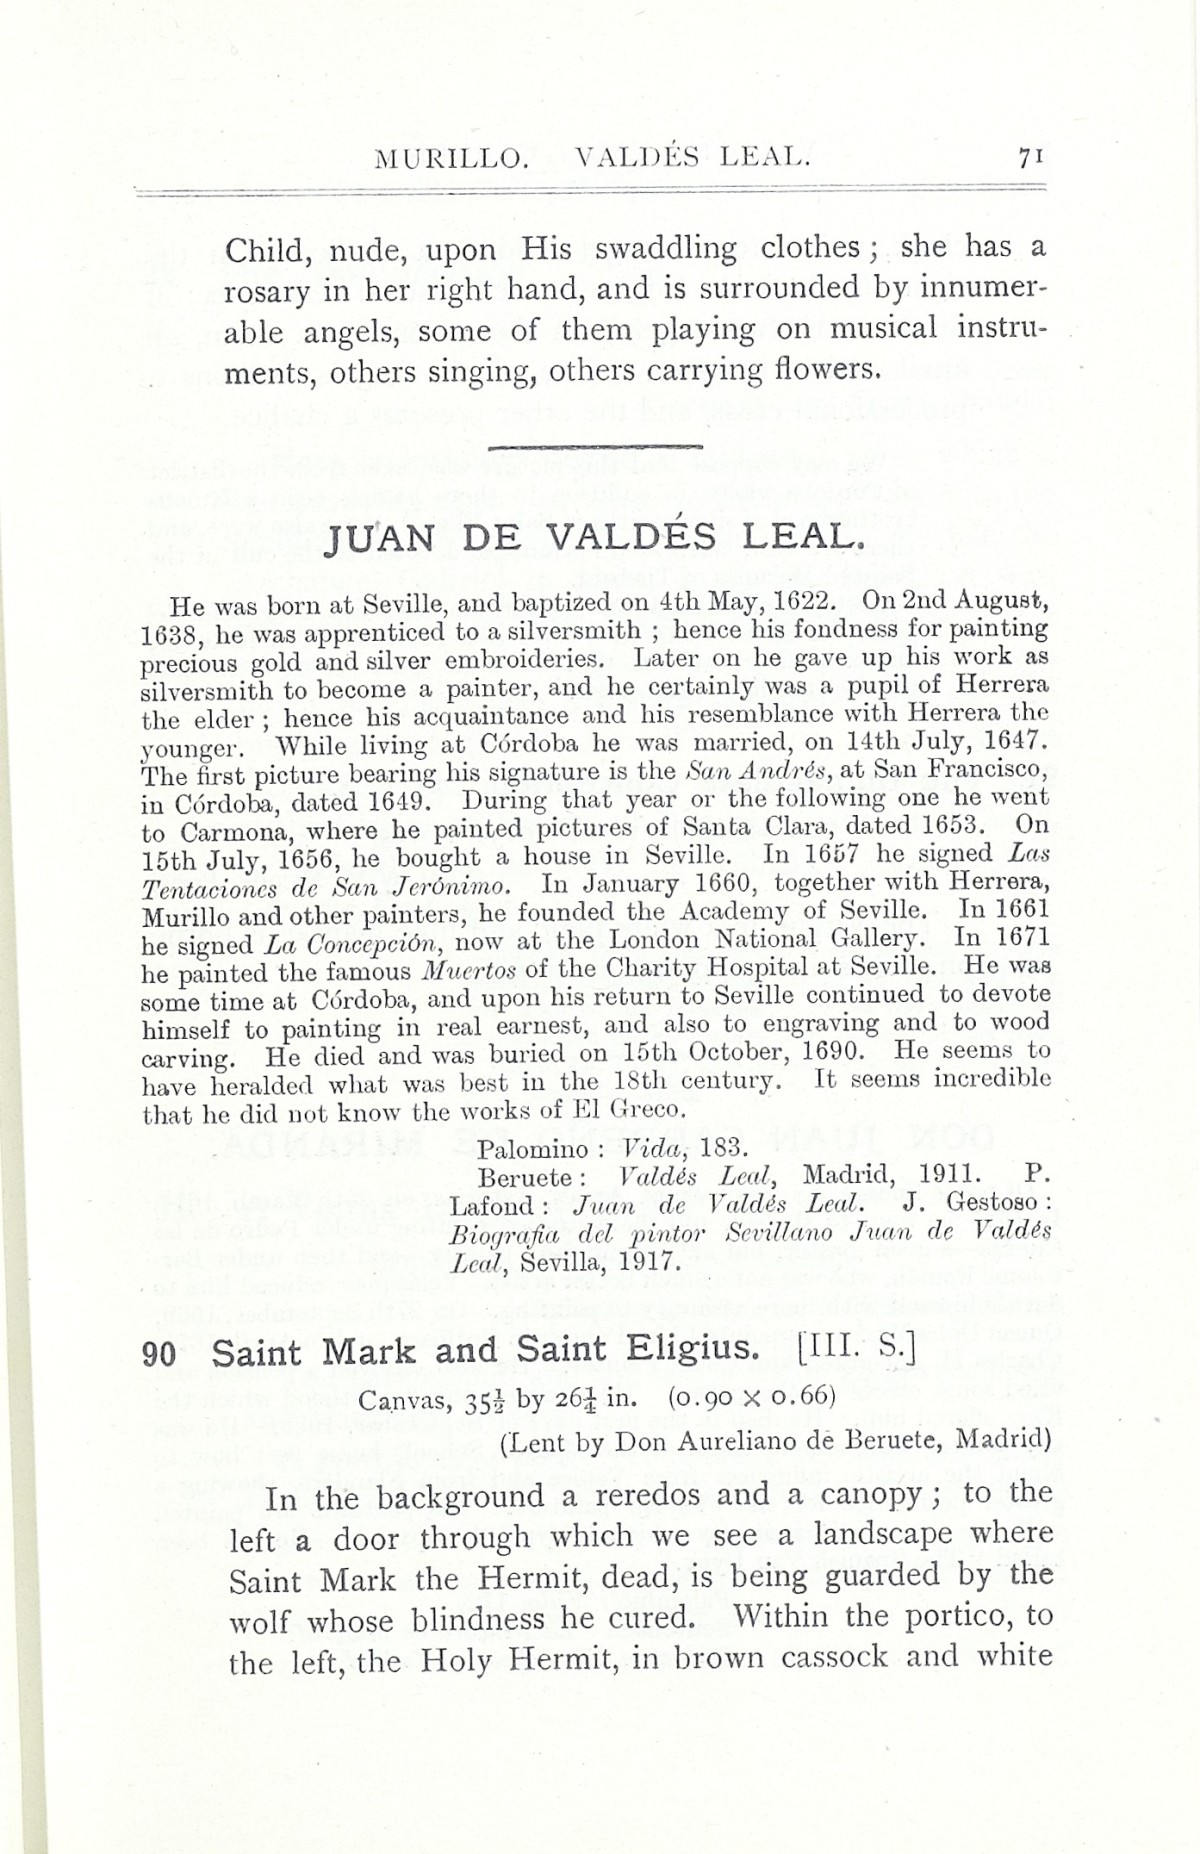 MURILLO. VALDÉS LEAL. 71
Child, nude, upon His swaddling clothes ; she has a
rosary in her right hand, and is surrounded by innumer-
able angels, some of them playing on musical instru-
ments, others singing, others carrying flowers.
JUAN DE VALDÉS LEAL.
He was born at Seville, and baptized on 4th May, 1622. On 2nd August,
1638, he was apprenticed to a silversmith ; hence his fondness for painting
precious gold and silver embroideries. Later on he gave up his work as
silversmith to become a painter, and he certainly was a pupil of Herrera
the elder ; hence his acquaintance and his resemblance with Herrera the
younger. While living at Córdoba he was married, on 14th July, 1647.
The first picture bearing his signature is the San Andrés, at San Francisco,
in Córdoba, dated 1649. During that year or the following one he went
to Carmona, where he painted pictures of Santa Clara, dated 1653. On
15th July, 1656, he bought a house in Seville. In 1657 he signed Las
Tentaciones de San Jerónimo. In January 1660, together with Herrera,
Murillo and other painters, he founded the Academy of Seville. In 1661
he signed La Concepción, now at the London National Gallery. In 1671
he painted the famous Muertos of the Charity Hospital at Seville. He was
some time at Córdoba, and upon his return to Seville continued to devote
himself to painting in real earnest, and also to engraving and to wood
carving. He died and was buried on 15th October, 1690. He seems to
have heralded what was best in the 18th century. It seems incredible
that he did not know the works of El Greco.
Palomino : Vida, 183.
Beruete : Valdés Leal, Madrid, 1911. P.
Lafond : Juan de Valdés Leal. J. Gestoso :
Biografia del pintor Sevillano Juan de Valdés
Leal, Sevilla, 1917.
90 Saint Mark and Saint Eligius. [III. S.]
Canvas, 35½ by 26¼ in. (0.90 × 0.66)
(Lent by Don Aureliano de Beruete, Madrid)
In the background a reredos and a canopy ; to the
left a door through which we see a landscape where
Saint Mark the Hermit, dead, is being guarded by the
wolf whose blindness he cured. Within the portico, to
the left, the Holy Hermit, in brown cassock and white